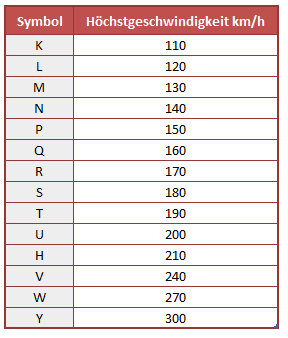 Symbol Höchstgeschwindigkeit km/h
K 110
L 120
M 130
N 140
P 150
Q 160
R 170
S 180
T 190
U 200
H 210
V 240
W 270
Y 300